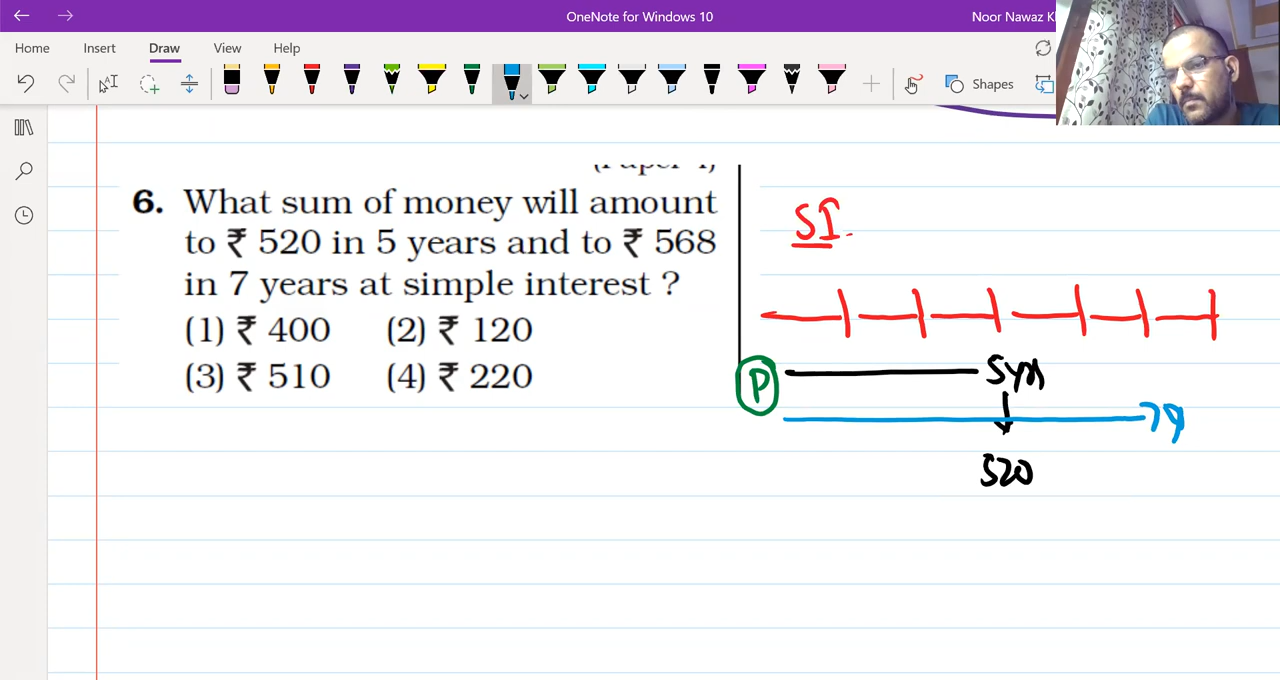 OneNote for Windows 10
Noor Nawaz
Home Insert Draw View Help
Shapes
6. What sum of money will amount
to ₹ 520 in 5 years and to ₹ 568
in 7 years at simple interest ?
(1) ₹ 400 (2) ₹ 120
(3) ₹ 510 (4) ₹ 220
SI.
P
5yr
7y
520